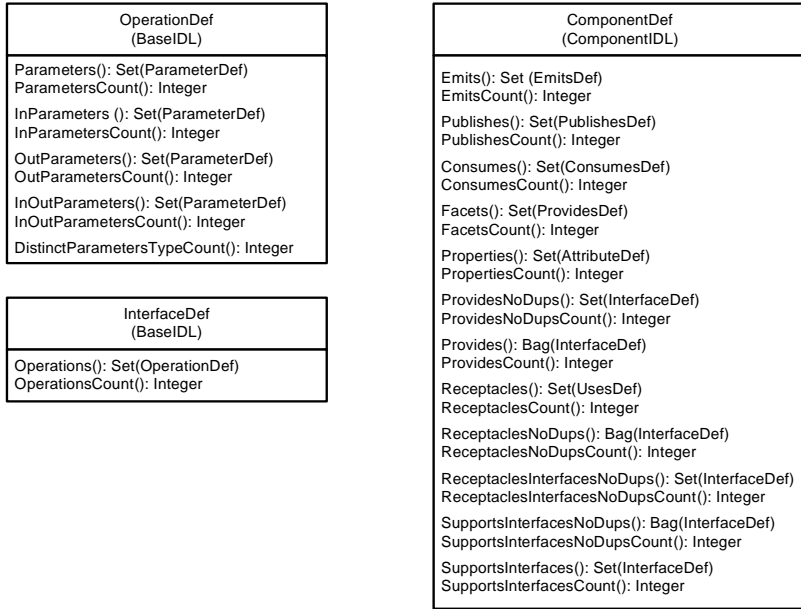 OperationDef
(BaseIDL)
Parameters(): Set(ParameterDef)
ParametersCount(): Integer
InParameters (): Set(ParameterDef)
InParametersCount(): Integer
OutParameters(): Set(ParameterDef)
OutParametersCount(): Integer
InOutParameters(): Set(ParameterDef)
InOutParametersCount(): Integer
DistinctParametersTypeCount(): Integer
InterfaceDef
(BaseIDL)
Operations(): Set(OperationDef)
OperationsCount(): Integer
ComponentDef
(ComponentIDL)
Emits(): Set (EmitsDef)
EmitsCount(): Integer
Publishes(): Set(PublishesDef)
PublishesCount(): Integer
Consumes(): Set(ConsumesDef)
ConsumesCount(): Integer
Facets(): Set(ProvidesDef)
FacetsCount(): Integer
Properties(): Set(AttributeDef)
PropertiesCount(): Integer
ProvidesNoDups(): Set(InterfaceDef)
ProvidesNoDupsCount(): Integer
Provides(): Bag(InterfaceDef)
ProvidesCount(): Integer
Receptacles(): Set(UsesDef)
ReceptaclesCount(): Integer
ReceptaclesNoDups(): Bag(InterfaceDef)
ReceptaclesNoDupsCount(): Integer
ReceptaclesInterfacesNoDups(): Set(InterfaceDef)
ReceptaclesInterfacesNoDupsCount(): Integer
SupportsInterfacesNoDups(): Bag(InterfaceDef)
SupportsInterfacesNoDupsCount(): Integer
SupportsInterfaces(): Set(InterfaceDef)
SupportsInterfacesCount(): Integer